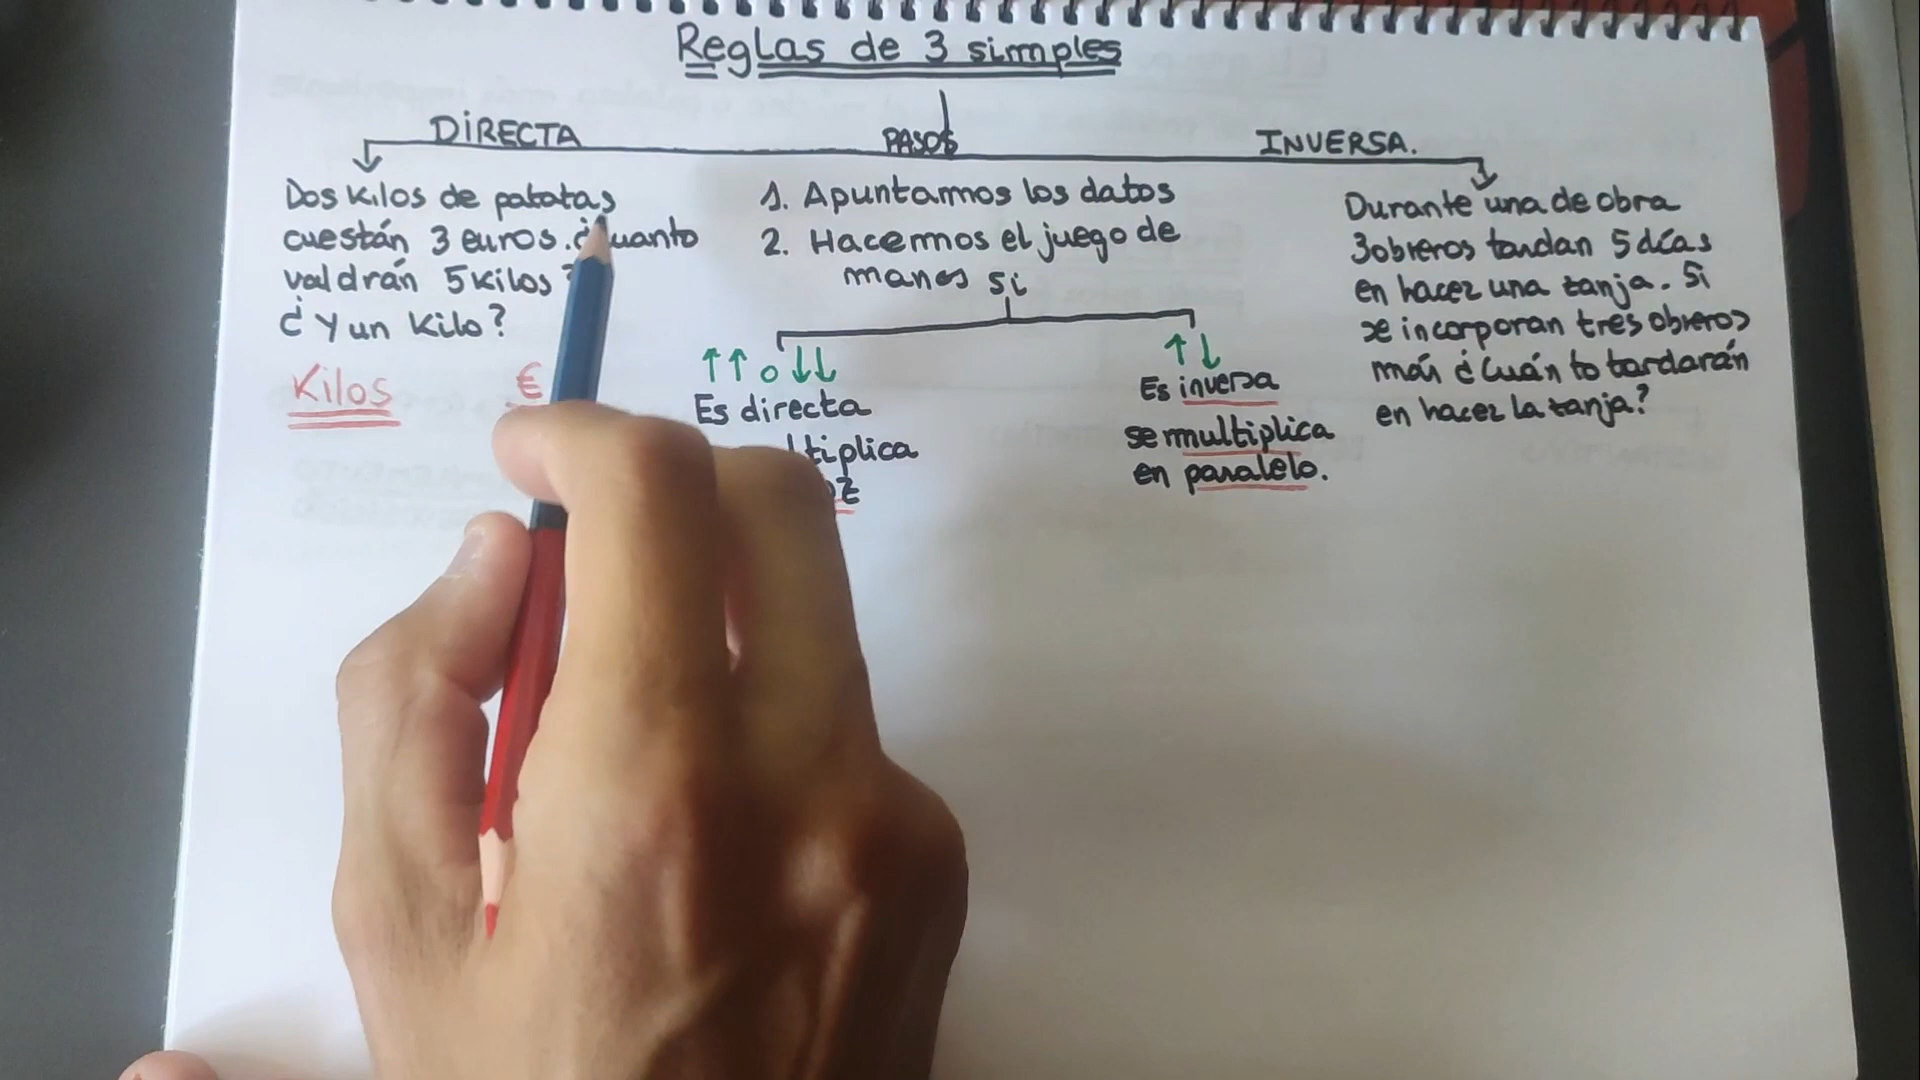 Reglas de 3 simples
DIRECTA
Dos Kilos de patatas
cuestán 3 euros. ¿uanto
valdrán 5 kilos ?
¿ Y un Kilo?
Kilos €
PASOS
1. Apuntamos los datos
2. Hacemos el juego de
manos si
↑↑ o ↓↓
Es directa
tiplica
↑↓
Es inversa
se multiplica
en paralelo.
INVERSA.
Durante una de obra
3 obreros tardan 5 días
en hacer una zanja. Si
se incorporan tres obreros
más ¿Cuánto tardarán
en hacer la zanja?